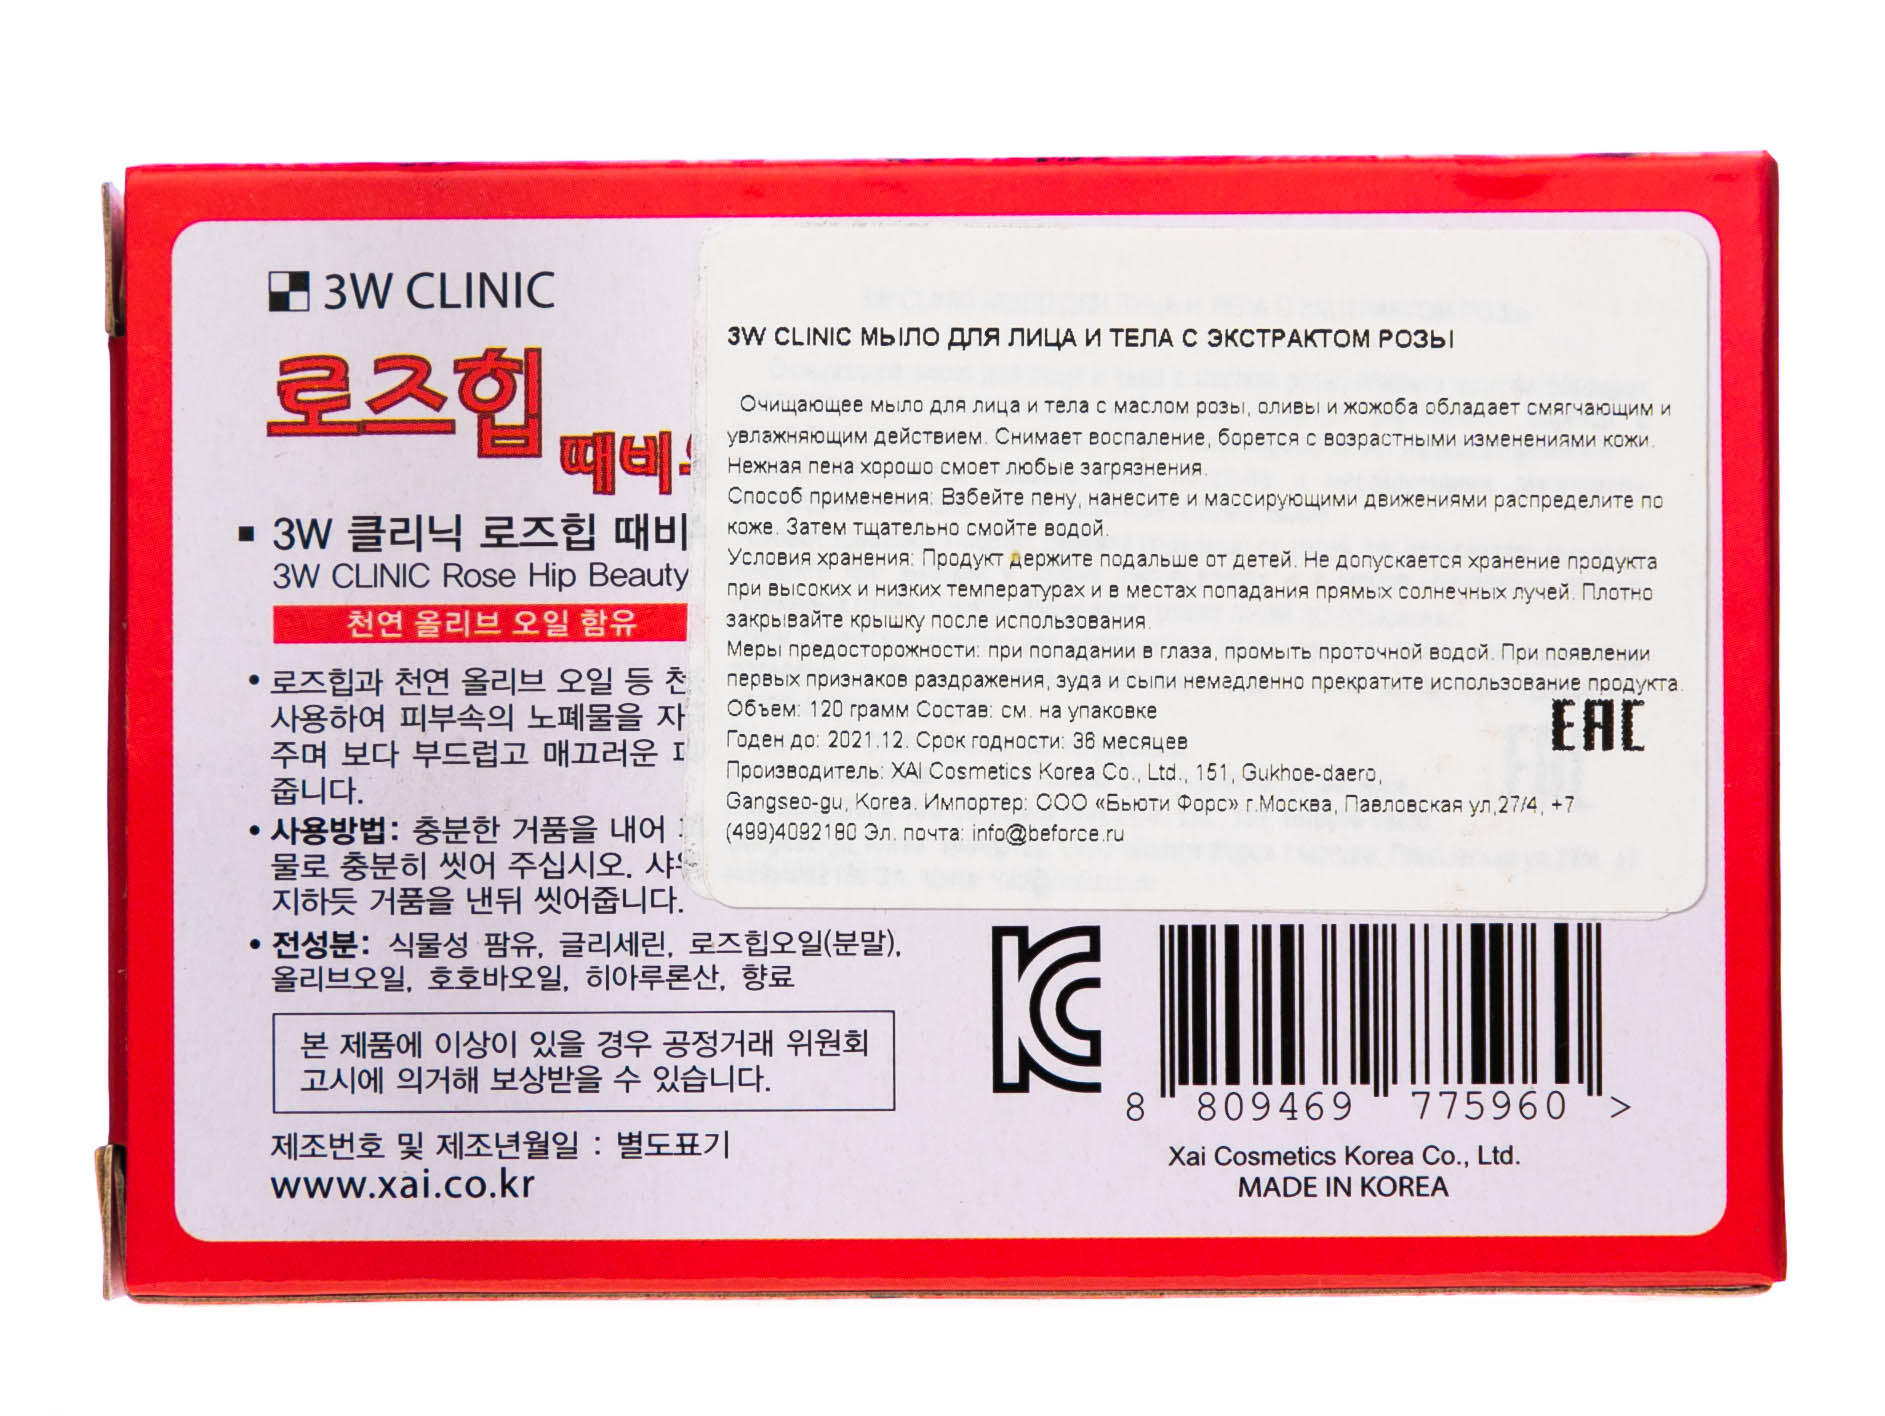 3W CLINIC
로즈힙
때비
3W 클리닉 로즈힙 때비
3W CLINIC Rose Hip Beauty
천연 올리브 오일 함유
• 로즈힙과 천연 올리브 오일 등 천
사용하여 피부속의 노폐물을 자
주며 보다 부드럽고 매끄러운
줍니다.
• 사용방법: 충분한 거품을 내어
물로 충분히 씻어 주십시오. 샤워
지하듯 거품을 낸뒤 씻어줍니다.
• 전성분: 식물성 팜유, 글리세린, 로즈힙오일(분말),
올리브오일, 호호바오일, 히아루론산, 향료
본 제품에 이상이 있을 경우 공정거래 위원회
고시에 의거해 보상받을 수 있습니다.
제조번호 및 제조년월일 : 별도표기
www.xai.co.kr
3W CLINIC МЫЛО ДЛЯ ЛИЦА И ТЕЛА С ЭКСТРАКТОМ РОЗЫ
Очищающее мыло для лица и тела с маслом розы, оливы и жожоба обладает смягчающим и
увлажняющим действием. Снимает воспаление, борется с возрастными изменениями кожи.
Нежная пена хорошо смоет любые загрязнения.
Способ применения: Взбейте пену, нанесите и массирующими движениями распределите по
коже. Затем тщательно смойте водой.
Условия хранения: Продукт держите подальше от детей. Не допускается хранение продукта
при высоких и низких температурах и в местах попадания прямых солнечных лучей. Плотно
закрывайте крышку после использования.
Меры предосторожности: при попадании в глаза, промыть проточной водой. При появлении
первых признаков раздражения, зуда и сыпи немедленно прекратите использование продукта.
Объем: 120 грамм Состав: см. на упаковке
Годен до: 2021.12. Срок годности: 36 месяцев
Производитель: XAI Cosmetics Korea Co., Ltd., 151, Gukhoe-daero,
Gangseo-gu, Korea. Импортер: ООО «Бьюти Форс» г.Москва, Павловская ул,27/4, +7
(499)4092180 Эл. почта: info@beforce.ru
EAC
KC
8 809469 775960 >
Xai Cosmetics Korea Co., Ltd.
MADE IN KOREA